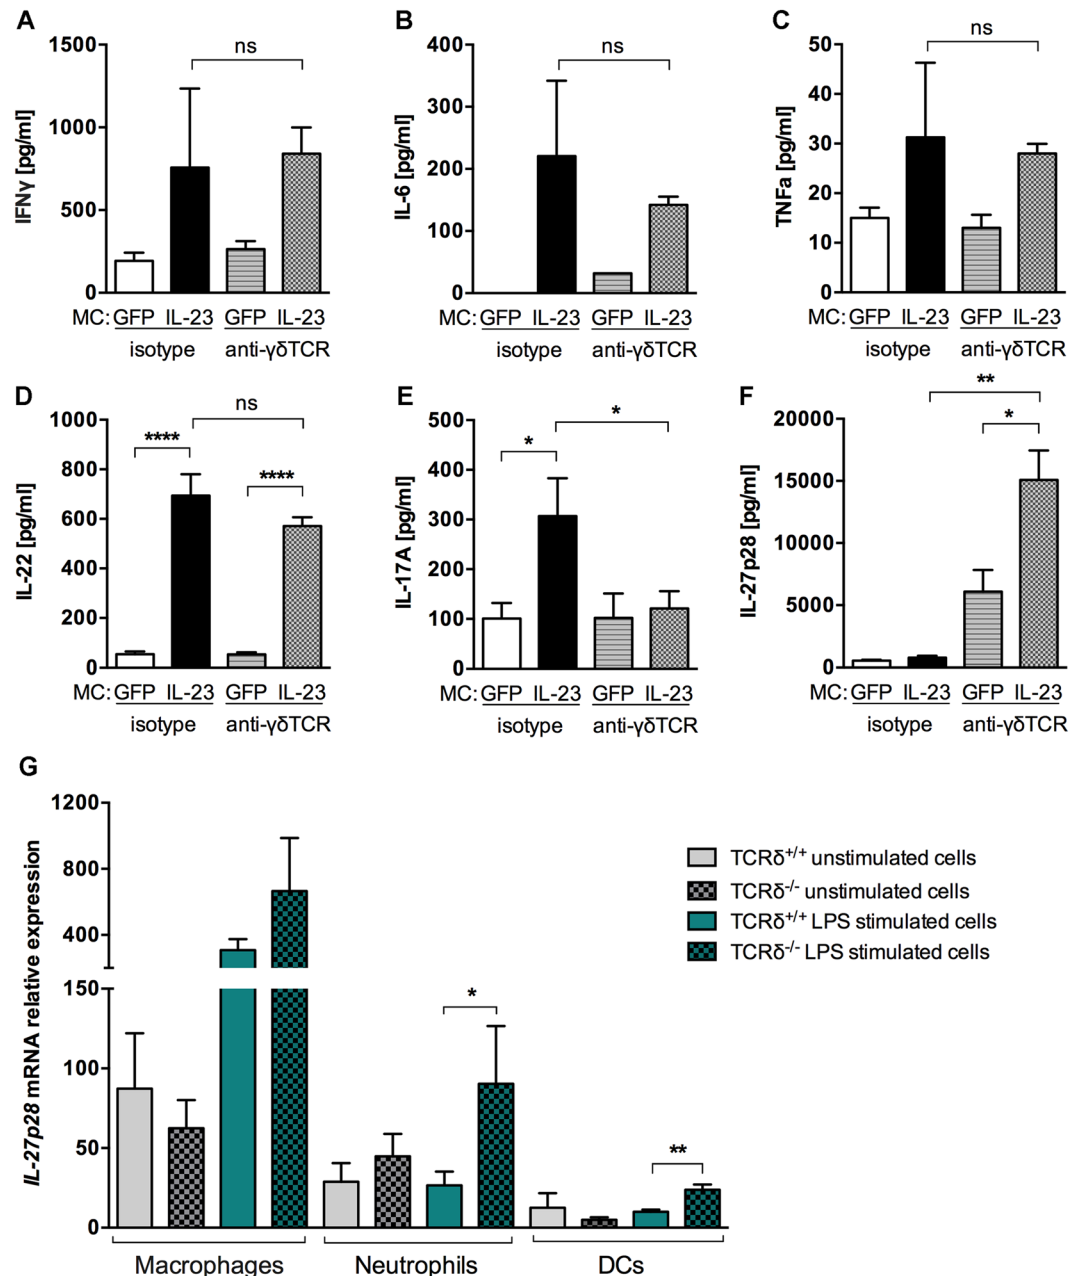 A
IFNγ [pg/ml]
1500
1000
500
0
ns
MC: GFP IL-23 GFP IL-23
isotype anti-γδTCR
B
IL-6 [pg/ml]
400
300
200
100
0
ns
MC: GFP IL-23 GFP IL-23
isotype anti-γδTCR
C
TNFa [pg/ml]
50
40
30
20
10
0
ns
MC: GFP IL-23 GFP IL-23
isotype anti-γδTCR
D
IL-22 [pg/ml]
1000
800
600
400
200
0
ns
****
****
MC: GFP IL-23 GFP IL-23
isotype anti-γδTCR
E
IL-17A [pg/ml]
500
400
300
200
100
0
*
*
MC: GFP IL-23 GFP IL-23
isotype anti-γδTCR
F
IL-27p28 [pg/ml]
20000
15000
10000
5000
0
**
*
MC: GFP IL-23 GFP IL-23
isotype anti-γδTCR
G
IL-27p28 mRNA relative expression
1200
800
400
150
100
50
0
*
**
Macrophages Neutrophils DCs
TCRδ+/+ unstimulated cells
TCRδ-/- unstimulated cells
TCRδ+/+ LPS stimulated cells
TCRδ-/- LPS stimulated cells